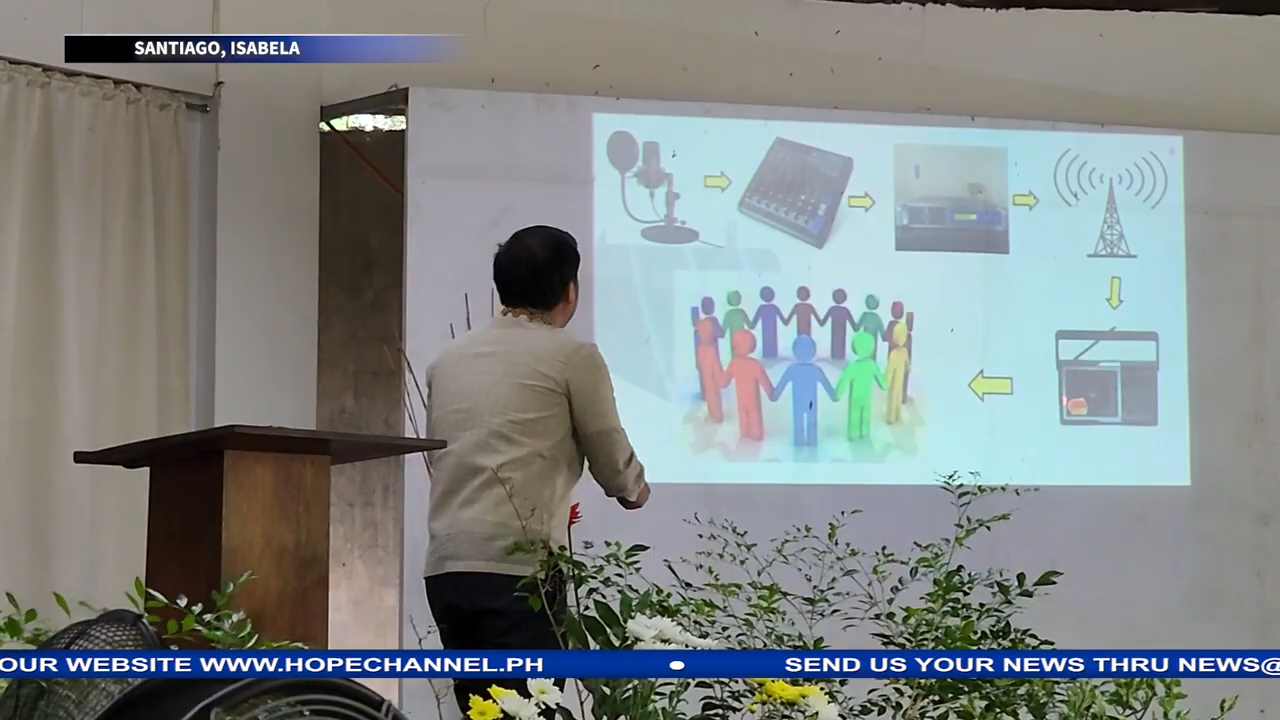 SANTIAGO, ISABELA
OUR WEBSITE WWW.HOPECHANNEL.PH • SEND US YOUR NEWS THRU NEWS@